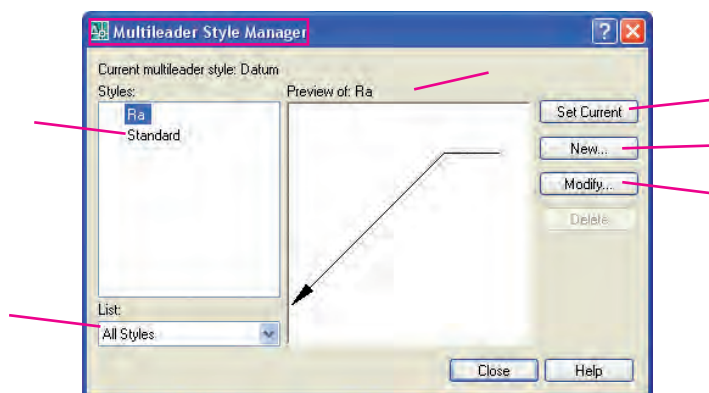 Multileader Style Manager
Current multileader style: Datum
Styles:
Preview of: Ra
Ra
Standard
Set Current
New...
Modify...
Delete
List:
All Styles
Close
Help